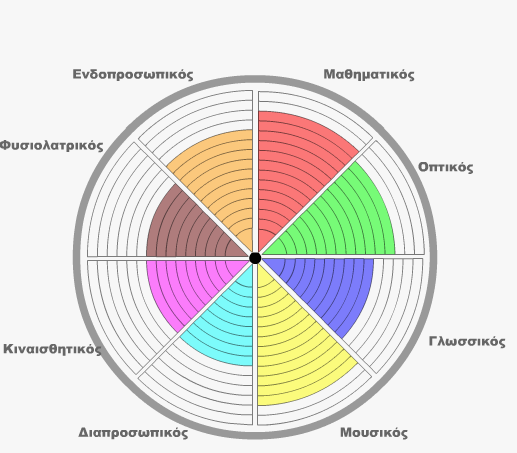 Ενδοπροσωπικός
Μαθηματικός
Φυσιολατρικός
Οπτικός
Κιναισθητικός
Γλωσσικός
Διαπροσωπικός
Μουσικός